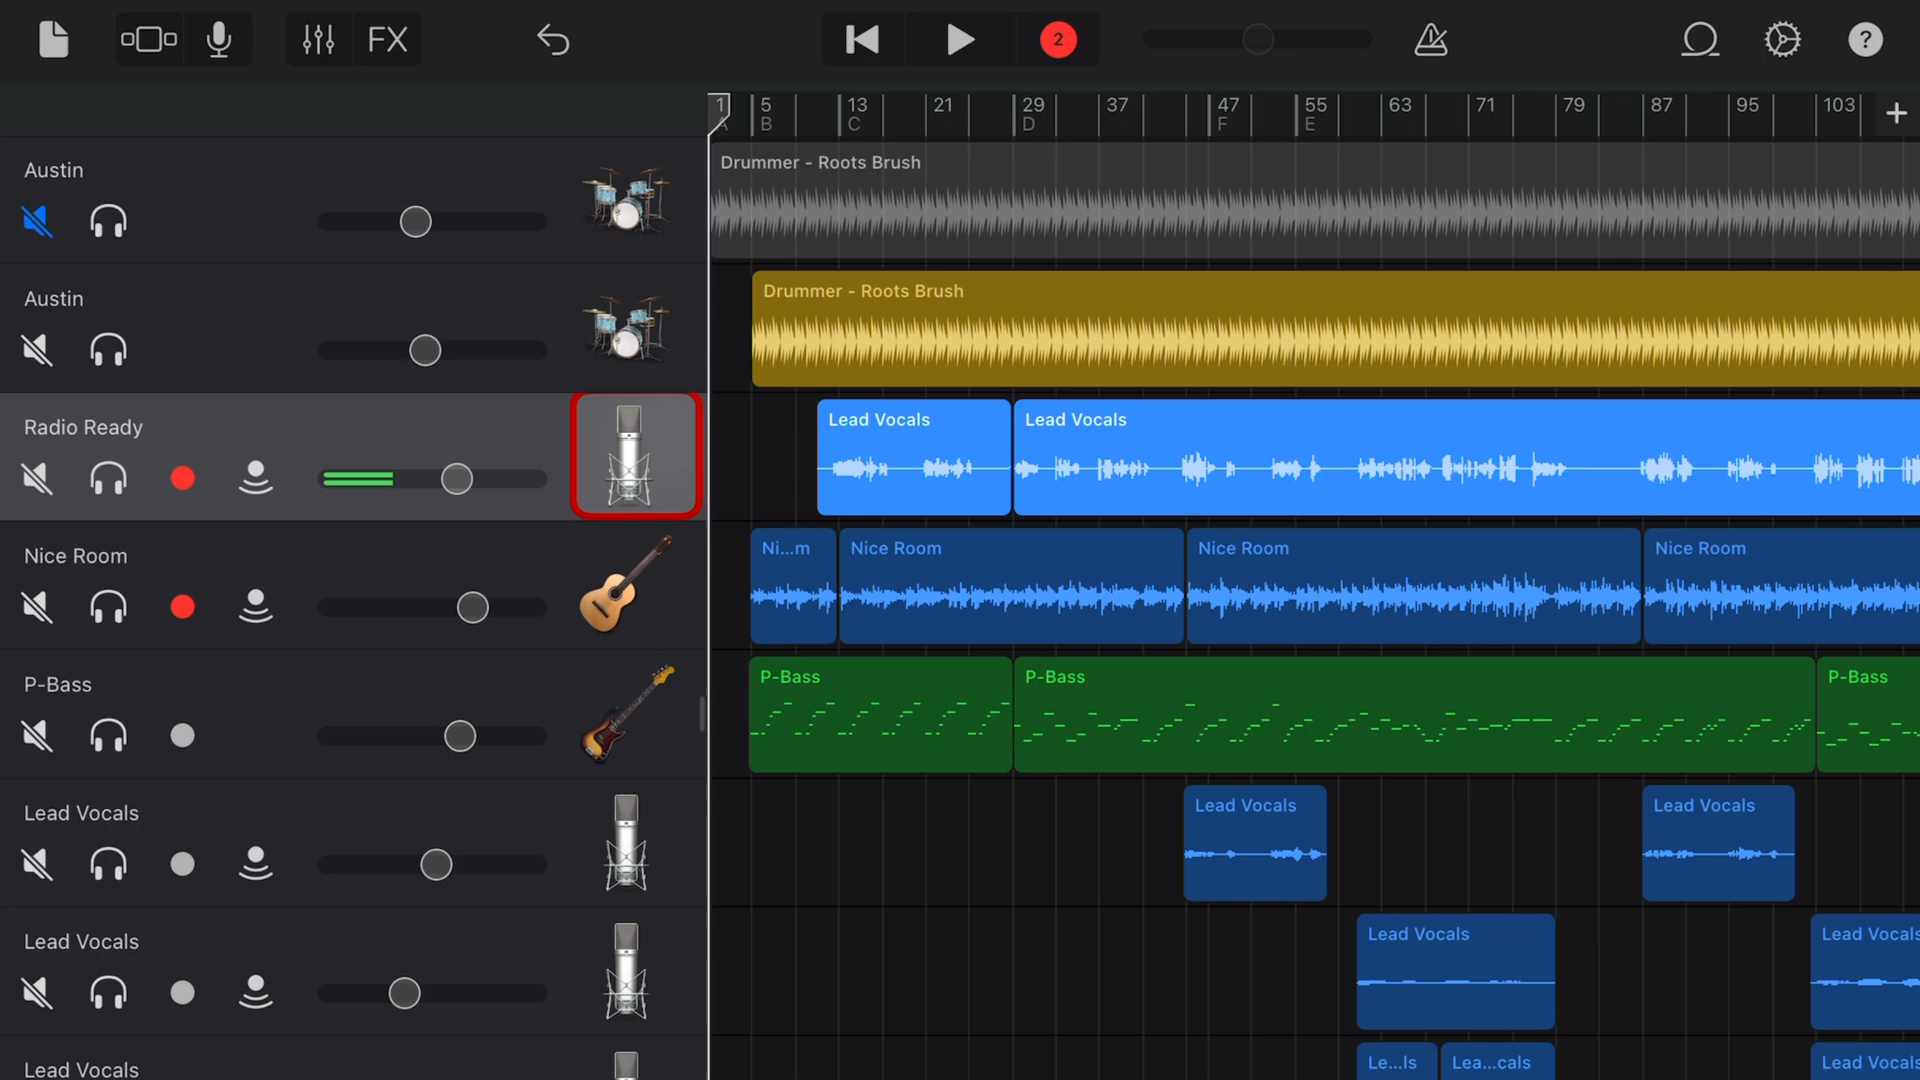 FX
2
?
1 5 13 21 29 37 47 55 63 71 79 87 95 103
A B C D F E
Austin
Drummer - Roots Brush
Austin
Drummer - Roots Brush
Radio Ready
Lead Vocals
Lead Vocals
Nice Room
Ni...m
Nice Room
Nice Room
Nice Room
P-Bass
P-Bass
P-Bass
P-Bass
Lead Vocals
Lead Vocals
Lead Vocals
Lead Vocals
Lead Vocals
Lead Vocals
Lead Vocals
Le...ls
Lea...cals
Lead Vocals